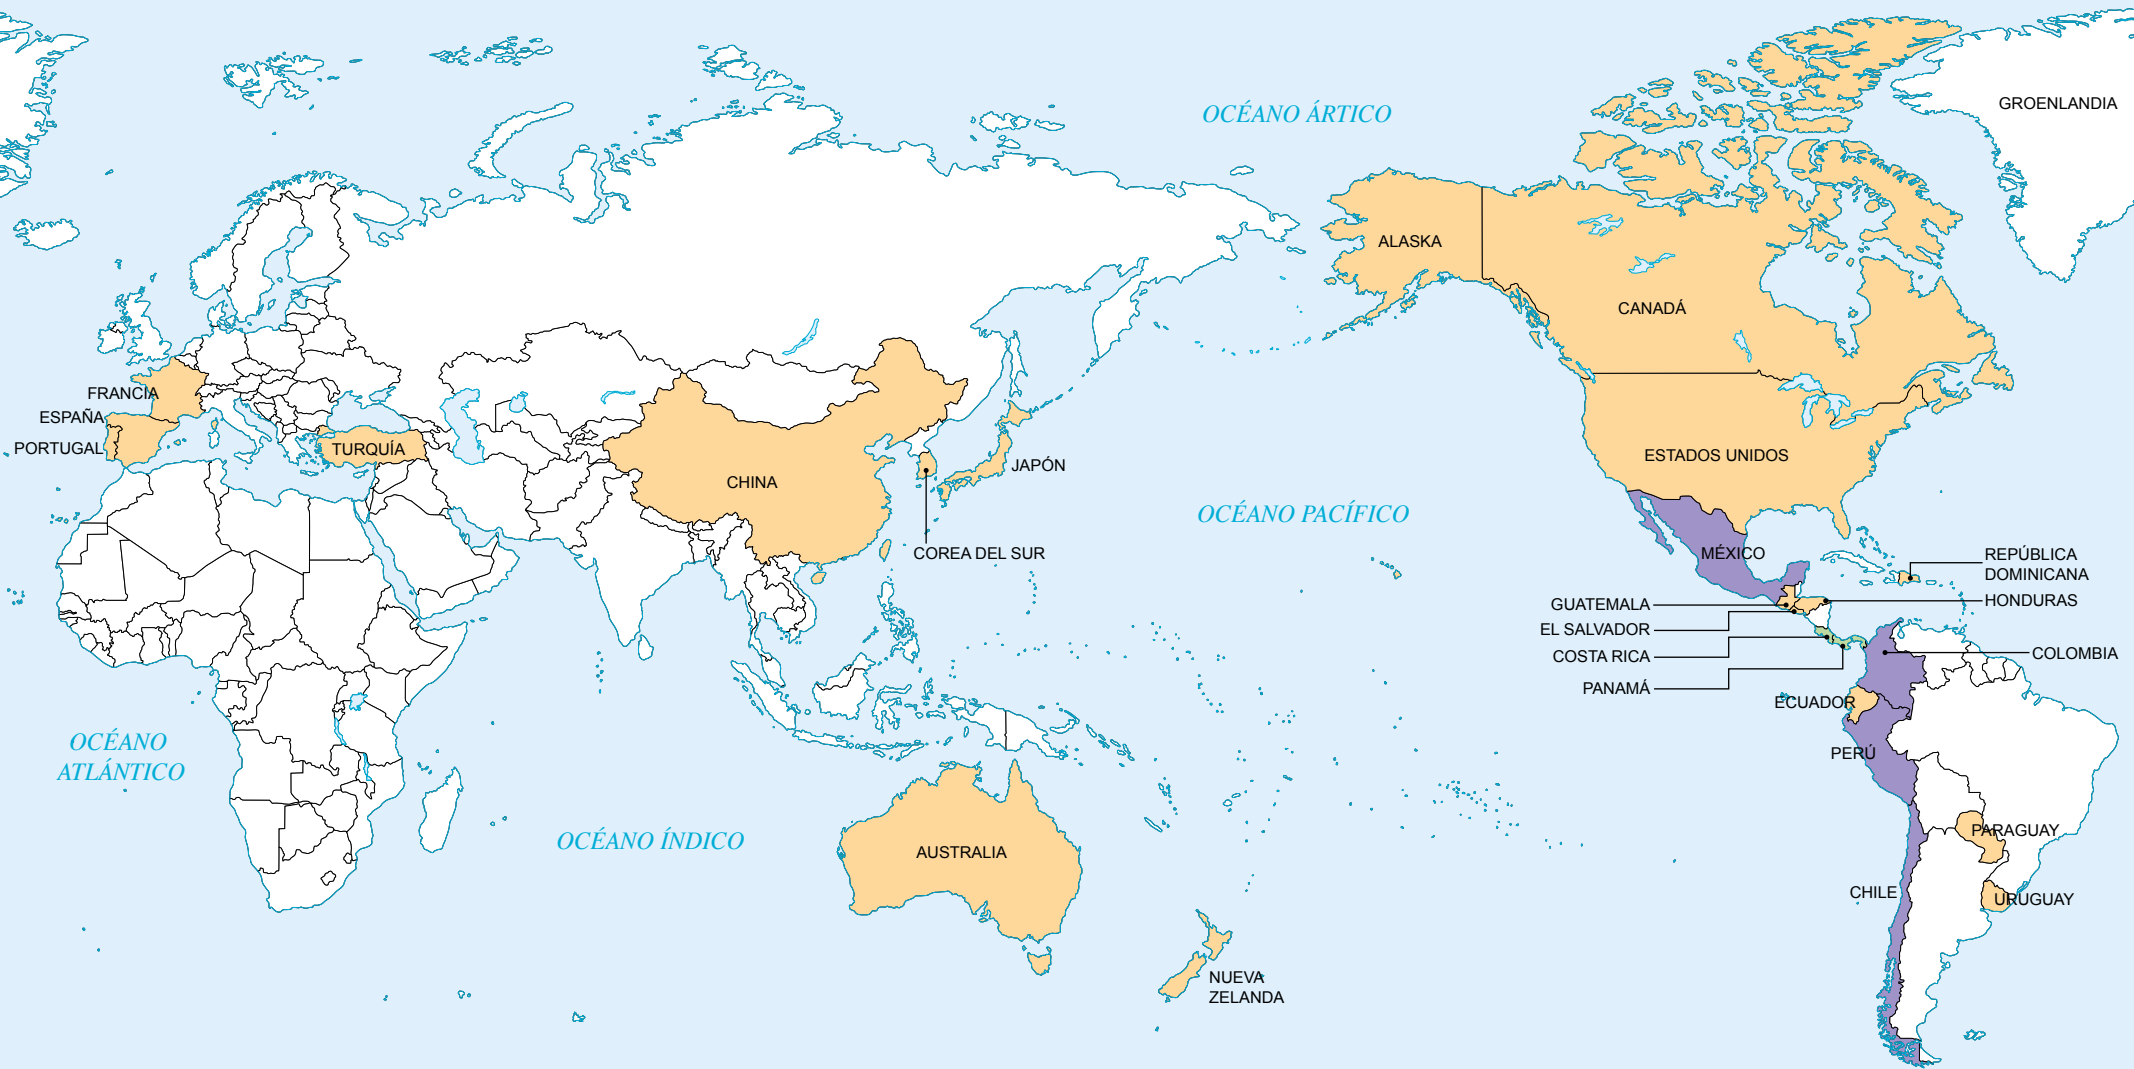 OCÉANO ÁRTICO
GROENLANDIA
ALASKA
CANADÁ
FRANCIA
ESPAÑA
PORTUGAL
TURQUÍA
CHINA
JAPÓN
COREA DEL SUR
OCÉANO PACÍFICO
ESTADOS UNIDOS
MÉXICO
REPÚBLICA
DOMINICANA
HONDURAS
GUATEMALA
EL SALVADOR
COSTA RICA
PANAMÁ
COLOMBIA
ECUADOR
PERÚ
OCÉANO
ATLÁNTICO
OCÉANO ÍNDICO
AUSTRALIA
PARAGUAY
CHILE
URUGUAY
NUEVA
ZELANDA